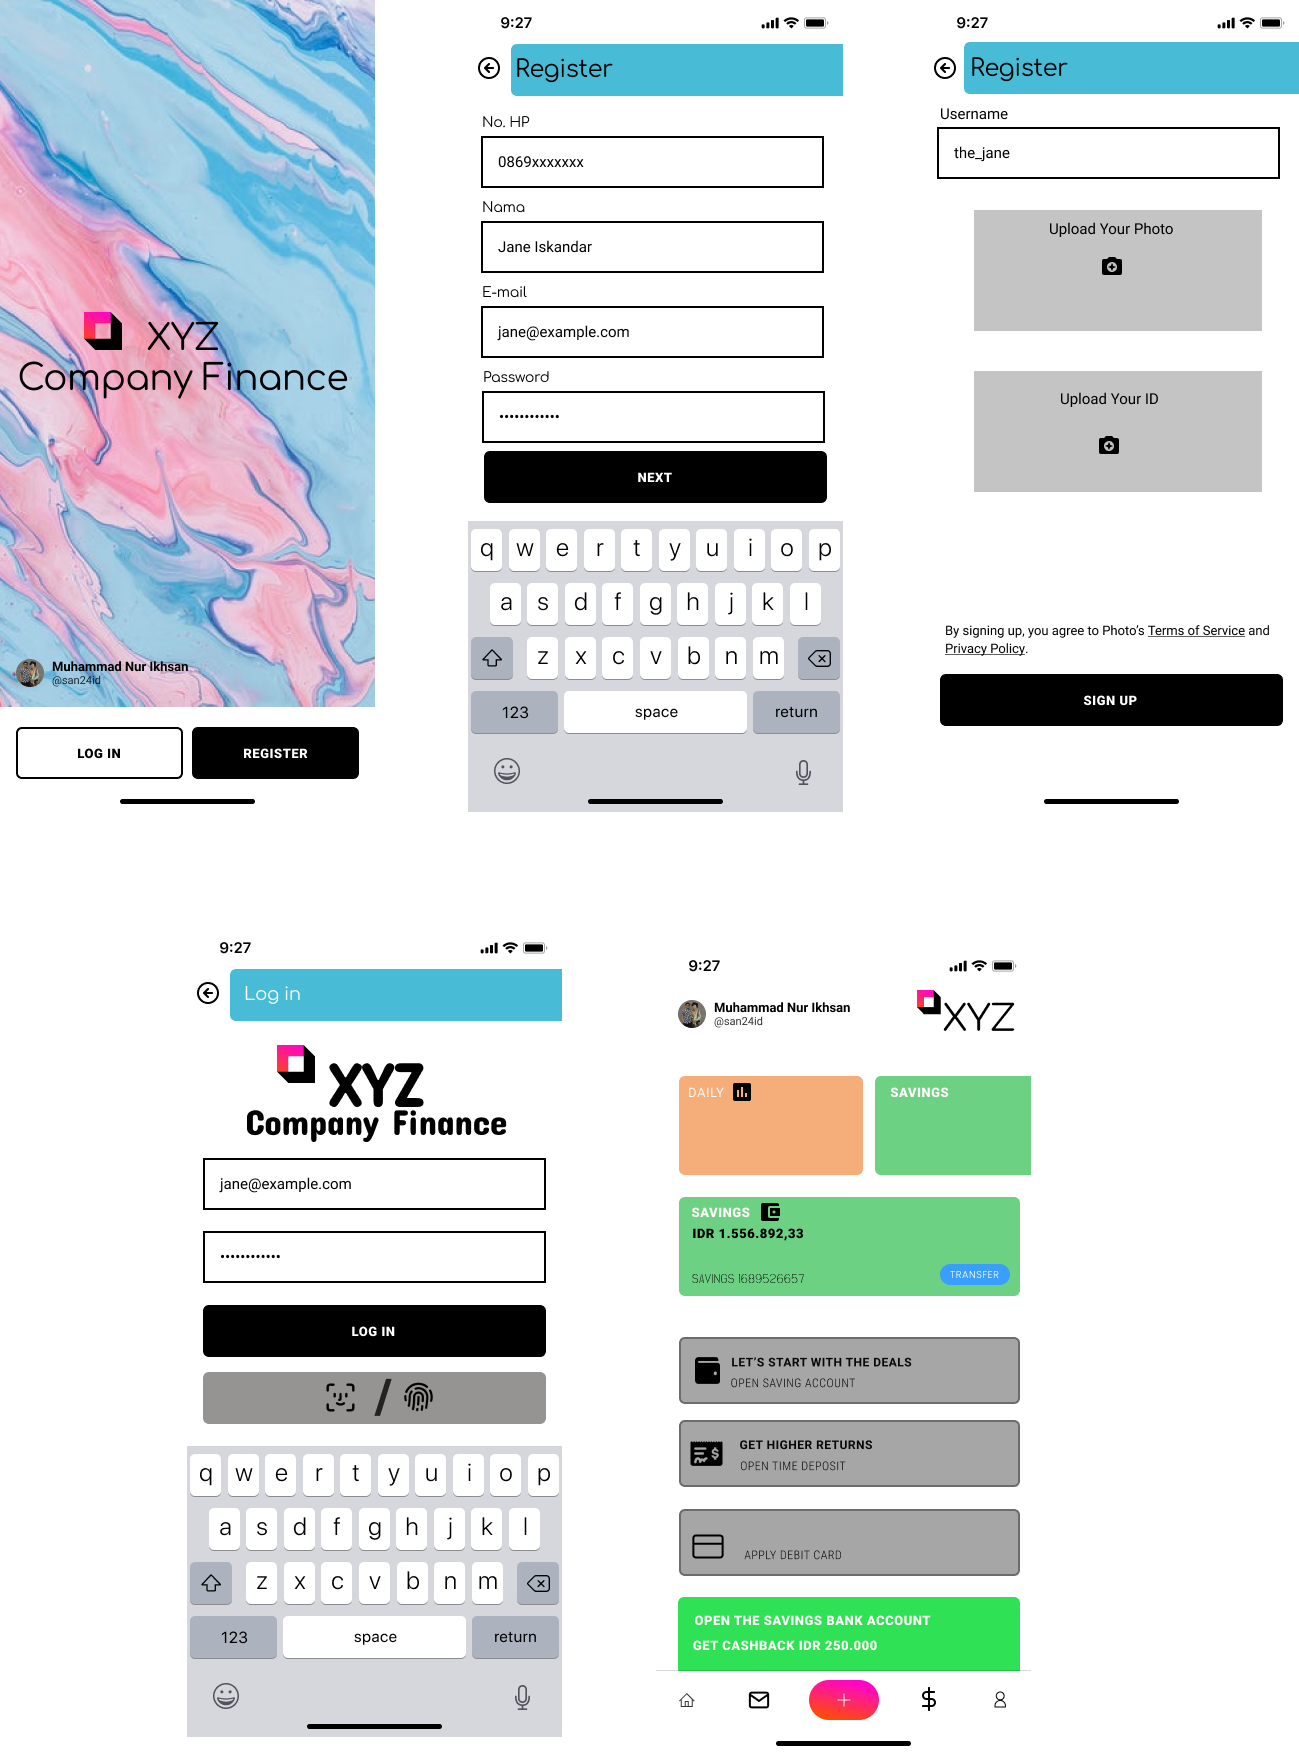 XYZ
Company Finance
Muhammad Nur Ikhsan
@san24id
LOG IN
REGISTER
9:27
Register
No. HP
0869xxxxxxx
Nama
Jane Iskandar
E-mail
jane@example.com
Password
••••••••••••
NEXT
q w e r t y u i o p
a s d f g h j k l
z x c v b n m
123 space return
9:27
Register
Username
the_jane
Upload Your Photo
Upload Your ID
By signing up, you agree to Photo’s Terms of Service and
Privacy Policy.
SIGN UP
9:27
Log in
XYZ
Company Finance
jane@example.com
••••••••••••
LOG IN
/
q w e r t y u i o p
a s d f g h j k l
z x c v b n m
123 space return
9:27
Muhammad Nur Ikhsan
@san24id
XYZ
DAILY
SAVINGS
SAVINGS
IDR 1.556.892,33
SAVINGS 1689526657
TRANSFER
LET’S START WITH THE DEALS
OPEN SAVING ACCOUNT
GET HIGHER RETURNS
OPEN TIME DEPOSIT
APPLY DEBIT CARD
OPEN THE SAVINGS BANK ACCOUNT
GET CASHBACK IDR 250.000